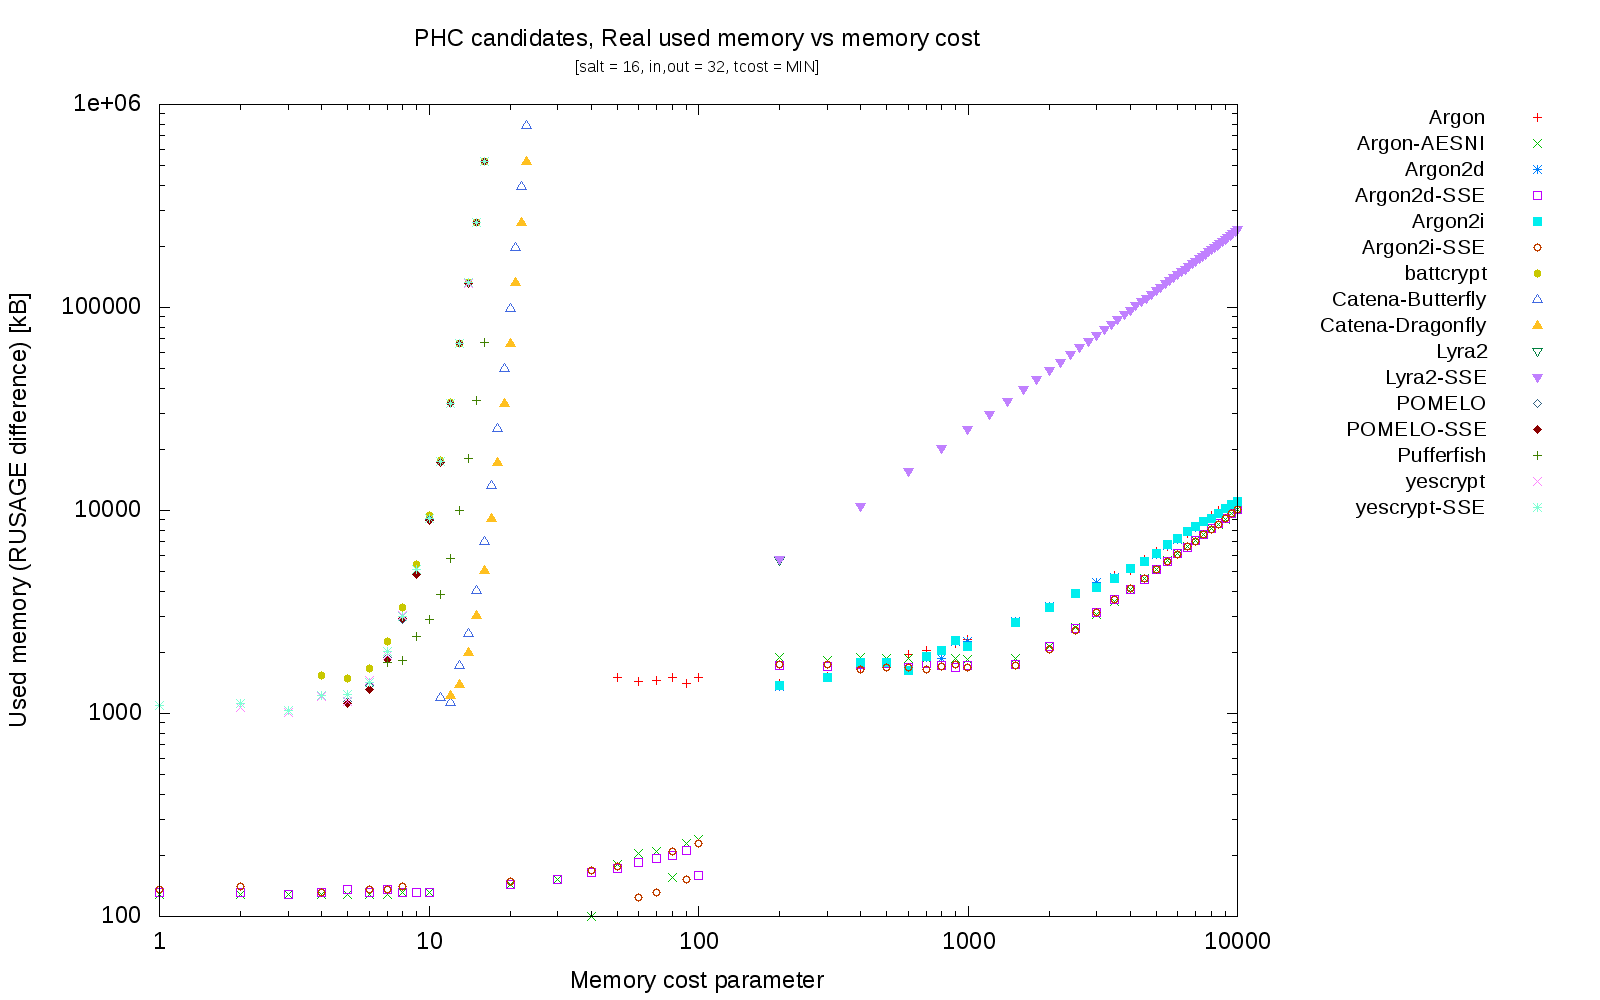 PHC candidates, Real used memory vs memory cost
[salt = 16, in,out = 32, tcost = MIN]
Used memory (RUSAGE difference) [kB]
1e+06
100000
10000
1000
100
1 10 100 1000 10000
Memory cost parameter
Argon
Argon-AESNI
Argon2d
Argon2d-SSE
Argon2i
Argon2i-SSE
battcrypt
Catena-Butterfly
Catena-Dragonfly
Lyra2
Lyra2-SSE
POMELO
POMELO-SSE
Pufferfish
yescrypt
yescrypt-SSE